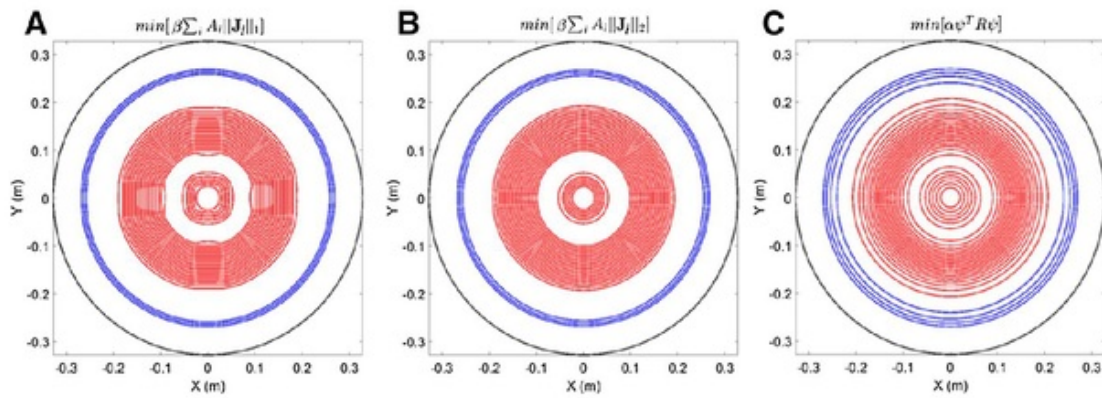 A
min[ β∑ᵢ Aᵢ||Jᵢ||₁]
0.3
0.2
0.1
0
-0.1
-0.2
-0.3
Y (m)
-0.3 -0.2 -0.1 0 0.1 0.2 0.3
X (m)
B
min[ β∑ᵢ Aᵢ||Jᵢ||₂]
0.3
0.2
0.1
0
-0.1
-0.2
-0.3
Y (m)
-0.3 -0.2 -0.1 0 0.1 0.2 0.3
X (m)
C
min[αψᵀRψ]
0.3
0.2
0.1
0
-0.1
-0.2
-0.3
Y (m)
-0.3 -0.2 -0.1 0 0.1 0.2 0.3
X (m)